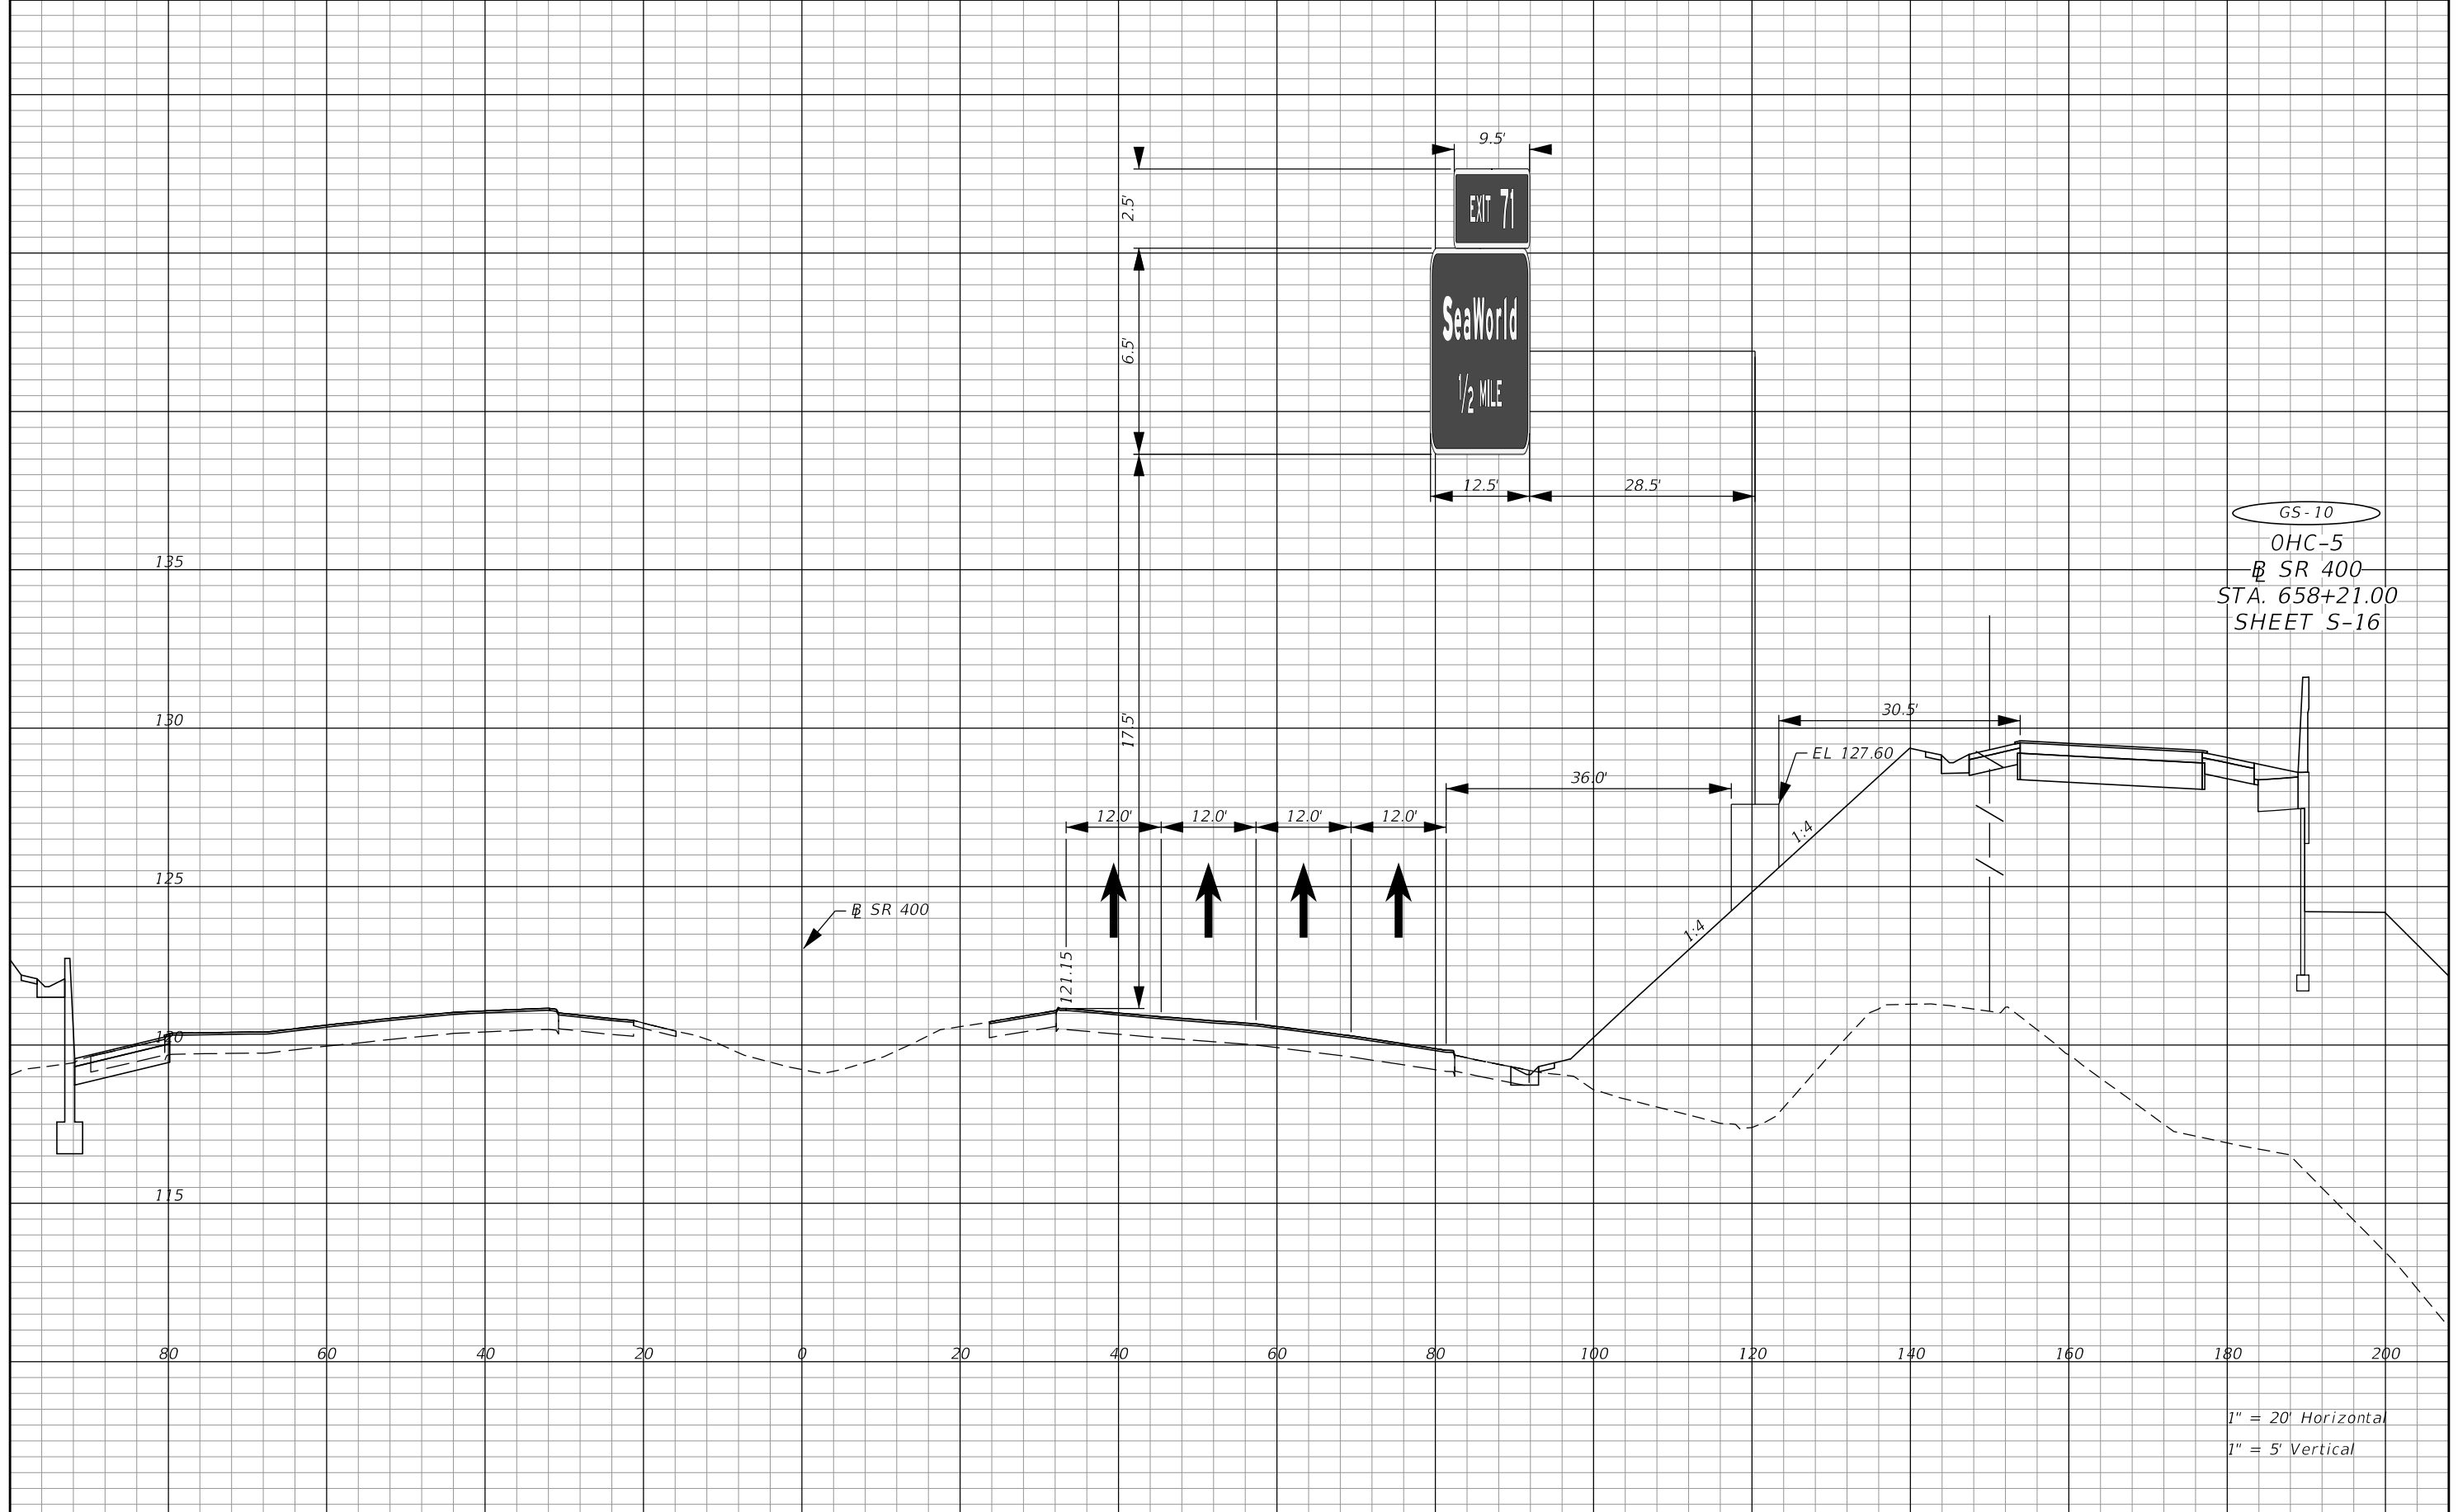 9.5'
2.5'
EXIT 71
6.5'
SeaWorld
1/2 MILE
12.5'
28.5'
GS-10
OHC-5
BL SR 400
STA. 658+21.00
SHEET S-16
135
130
17.5'
30.5'
EL 127.60
36.0'
12.0'
12.0'
12.0'
12.0'
1:4
125
BL SR 400
1:4
121.15
120
115
80
60
40
20
0
20
40
60
80
100
120
140
160
180
200
1" = 20' Horizontal
1" = 5' Vertical